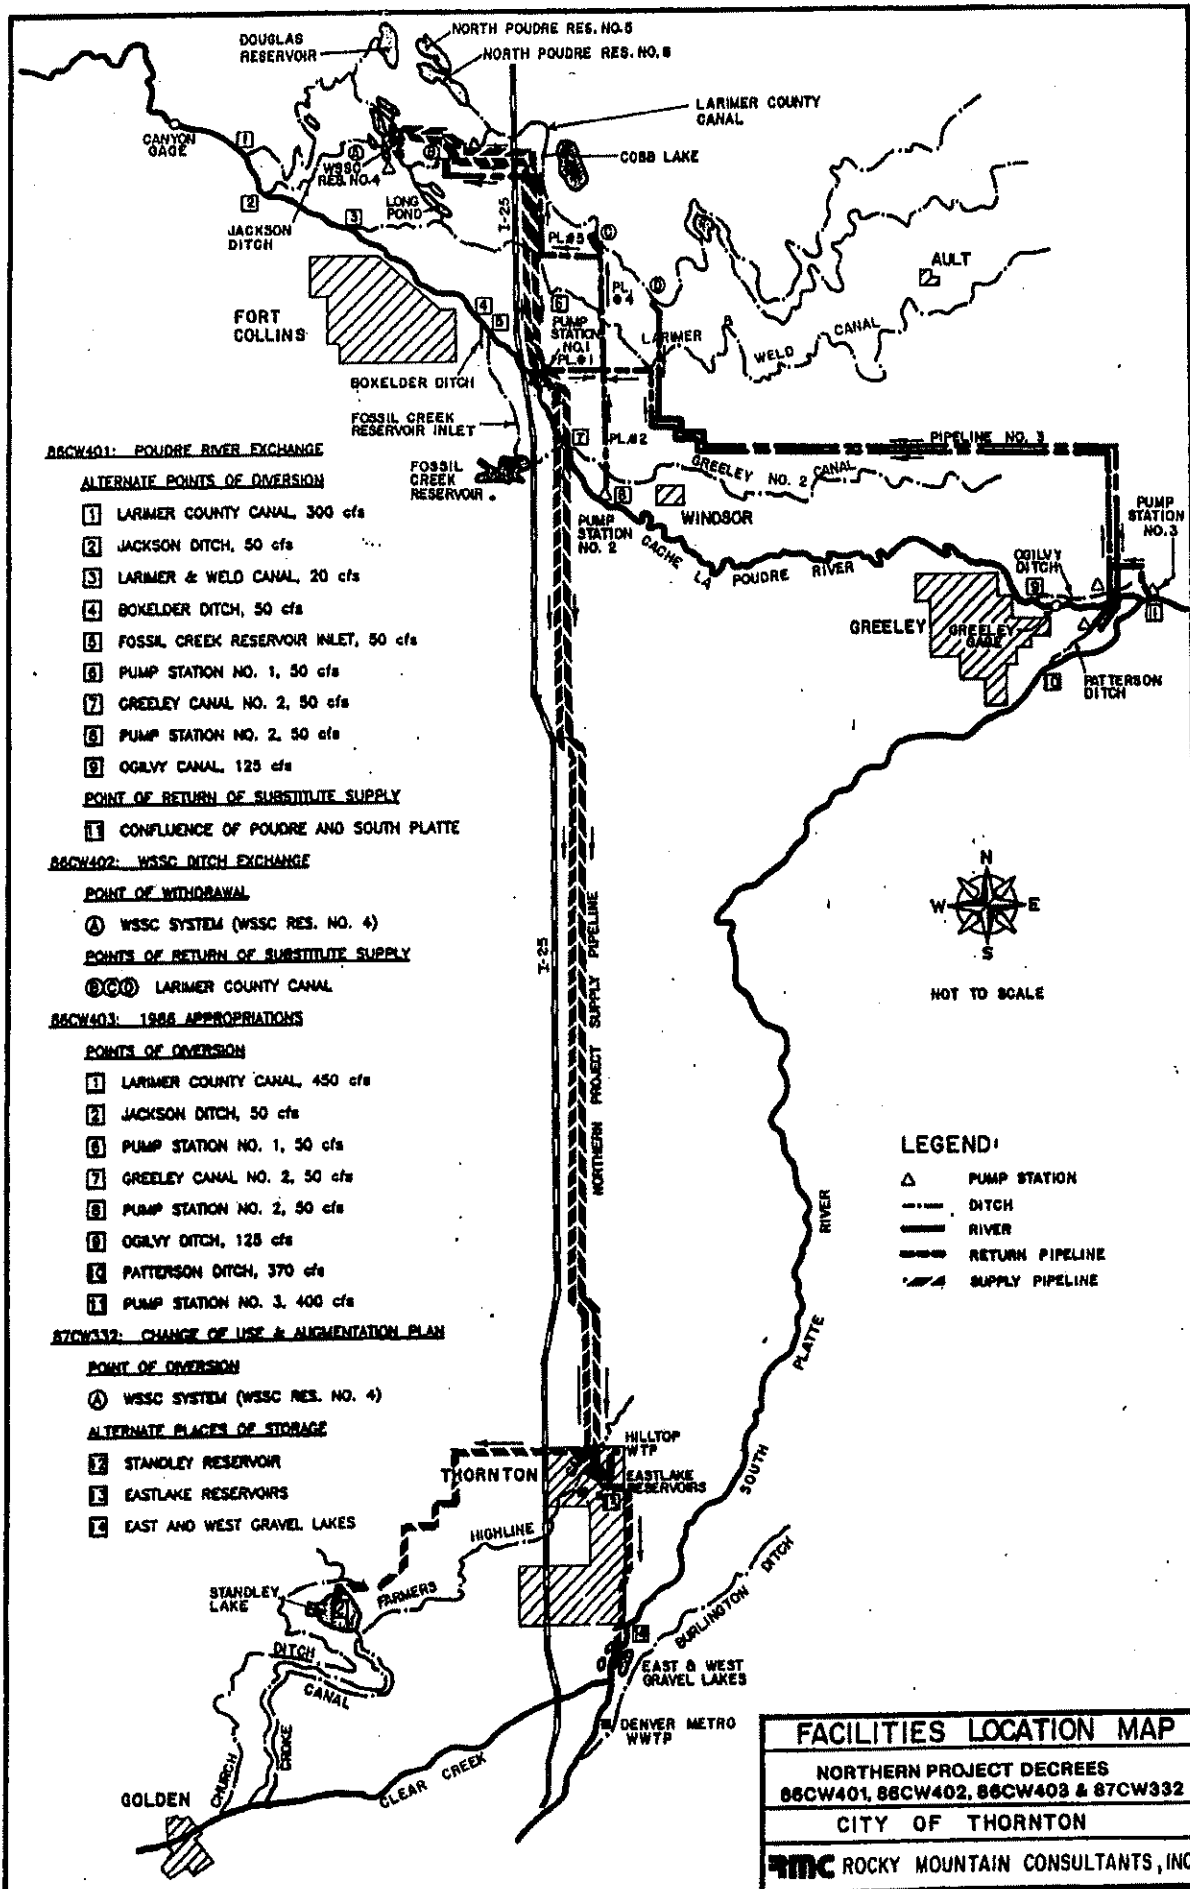 DOUGLAS
RESERVOIR
NORTH POUDRE RES. NO.5
NORTH POUDRE RES. NO. 6
LARIMER COUNTY
CANAL
COBB LAKE
CANYON
GAGE
1
A
WSSC
RES. NO.4
B
I-25
2
JACKSON
DITCH
3
LONG
POND
C
PL.#5
D
AULT
FORT
COLLINS
4
5
6
PL.
#4
PUMP
STATION
NO.1
PL.#1
LARIMER
&
WELD
CANAL
BOXELDER DITCH
FOSSIL CREEK
RESERVOIR INLET
7
PL.#2
PIPELINE NO. 3
FOSSIL
CREEK
RESERVOIR
8
GREELEY NO. 2 CANAL
WINDSOR
PUMP
STATION
NO. 2
CACHE LA
POUDRE RIVER
PUMP
STATION
NO.3
OGILVY
DITCH
9
11
GREELEY
GREELEY
GAGE
10
PATTERSON
DITCH
86CW401: POUDRE RIVER EXCHANGE
ALTERNATE POINTS OF DIVERSION
1 LARIMER COUNTY CANAL, 300 cfs
2 JACKSON DITCH, 50 cfs
3 LARIMER & WELD CANAL, 20 cfs
4 BOXELDER DITCH, 50 cfs
5 FOSSIL CREEK RESERVOIR INLET, 50 cfs
6 PUMP STATION NO. 1, 50 cfs
7 GREELEY CANAL NO. 2, 50 cfs
8 PUMP STATION NO. 2, 50 cfs
9 OGILVY CANAL, 125 cfs
POINT OF RETURN OF SUBSTITUTE SUPPLY
11 CONFLUENCE OF POUDRE AND SOUTH PLATTE
86CW402: WSSC DITCH EXCHANGE
POINT OF WITHDRAWAL
A WSSC SYSTEM (WSSC RES. NO. 4)
POINTS OF RETURN OF SUBSTITUTE SUPPLY
B C D LARIMER COUNTY CANAL
86CW403: 1986 APPROPRIATIONS
POINTS OF DIVERSION
1 LARIMER COUNTY CANAL, 450 cfs
2 JACKSON DITCH, 50 cfs
6 PUMP STATION NO. 1, 50 cfs
7 GREELEY CANAL NO. 2, 50 cfs
8 PUMP STATION NO. 2, 50 cfs
9 OGILVY DITCH, 125 cfs
10 PATTERSON DITCH, 370 cfs
11 PUMP STATION NO. 3, 400 cfs
87CW332: CHANGE OF USE & AUGMENTATION PLAN
POINT OF DIVERSION
A WSSC SYSTEM (WSSC RES. NO. 4)
ALTERNATE PLACES OF STORAGE
12 STANDLEY RESERVOIR
13 EASTLAKE RESERVOIRS
14 EAST AND WEST GRAVEL LAKES
I-25
NORTHERN PROJECT SUPPLY PIPELINE
N
W
E
S
NOT TO SCALE
LEGEND:
PUMP STATION
DITCH
RIVER
RETURN PIPELINE
SUPPLY PIPELINE
SOUTH PLATTE RIVER
HILLTOP
WTP
THORNTON
EASTLAKE
RESERVOIRS
13
FARMERS HIGHLINE
STANDLEY
LAKE
12
DITCH
CANAL
CHURCH
CROKE
GOLDEN
CLEAR CREEK
14
BURLINGTON DITCH
EAST & WEST
GRAVEL LAKES
DENVER METRO
WWTP
FACILITIES LOCATION MAP
NORTHERN PROJECT DECREES
86CW401, 86CW402, 86CW403 & 87CW332
CITY OF THORNTON
RMC ROCKY MOUNTAIN CONSULTANTS, INC